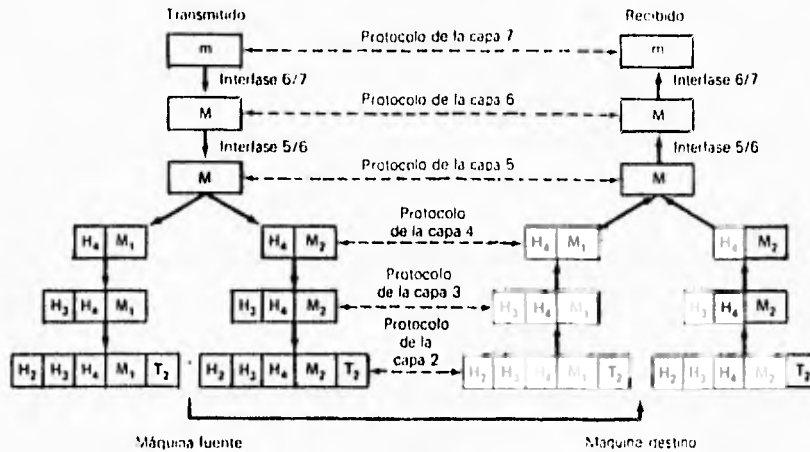 Transmitido Recibido
m Protocolo de la capa 7 m
Interfase 6/7 Interfase 6/7
M Protocolo de la capa 6 M
Interfase 5/6 Interfase 5/6
M Protocolo de la capa 5 M
H₄ M₁ H₄ M₂ Protocolo de la capa 4 H₄ M₁ H₄ M₂
H₃ H₄ M₁ H₃ H₄ M₂ Protocolo de la capa 3 H₃ H₄ M₁ H₃ H₄ M₂
H₂ H₃ H₄ M₁ T₂ H₂ H₃ H₄ M₂ T₂ Protocolo de la capa 2 H₂ H₃ H₄ M₁ T₂ H₂ H₃ H₄ M₂ T₂
Máquina fuente Maquina destino